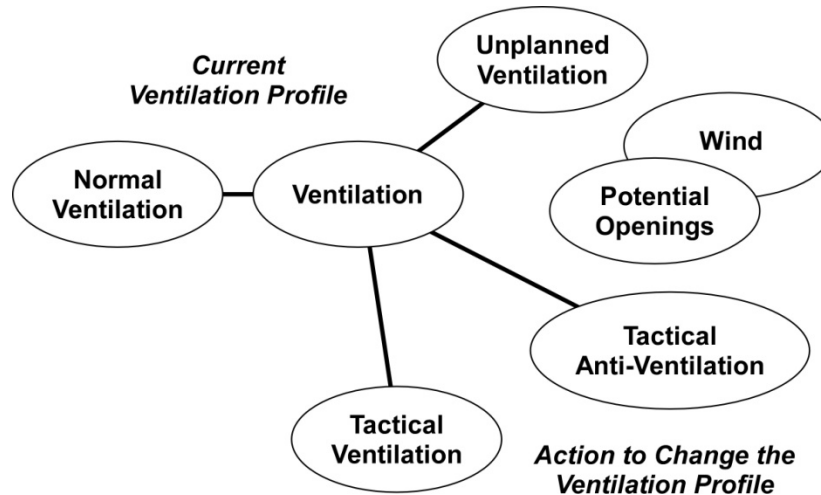 Unplanned
Ventilation
Current
Ventilation Profile
Wind
Normal
Ventilation
Ventilation
Potential
Openings
Tactical
Anti-Ventilation
Tactical
Ventilation
Action to Change the
Ventilation Profile